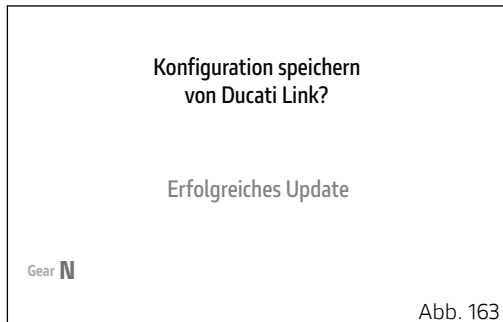 Konfiguration speichern
von Ducati Link?
Erfolgreiches Update
Gear N
Abb. 163